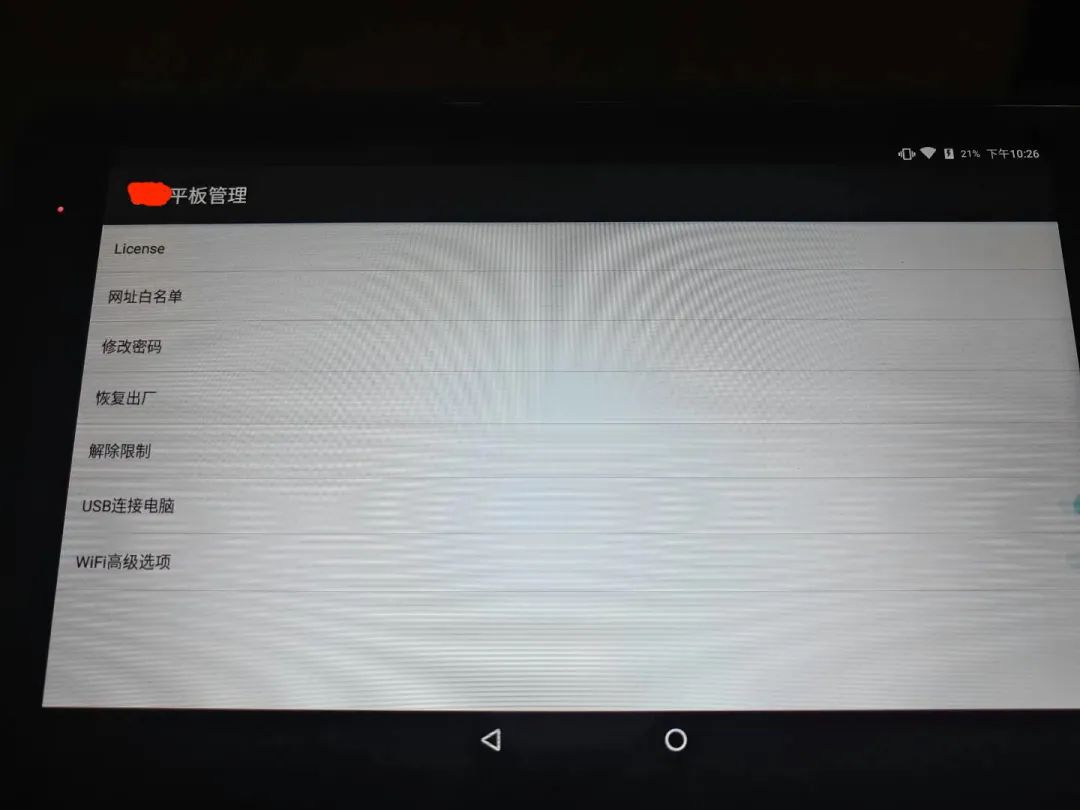 21% 下午10:26
平板管理
License
网址白名单
修改密码
恢复出厂
解除限制
USB连接电脑
WiFi高级选项